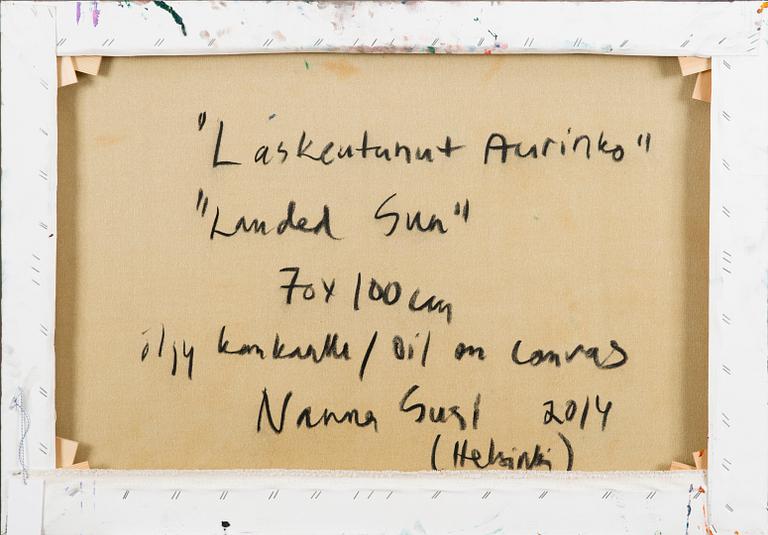 "Laskeutunut Aurinko"
"Landed Sun"
70x100cm
öljy kankaalle/oil on canvas
Nanna Susi 2014
(Helsinki)